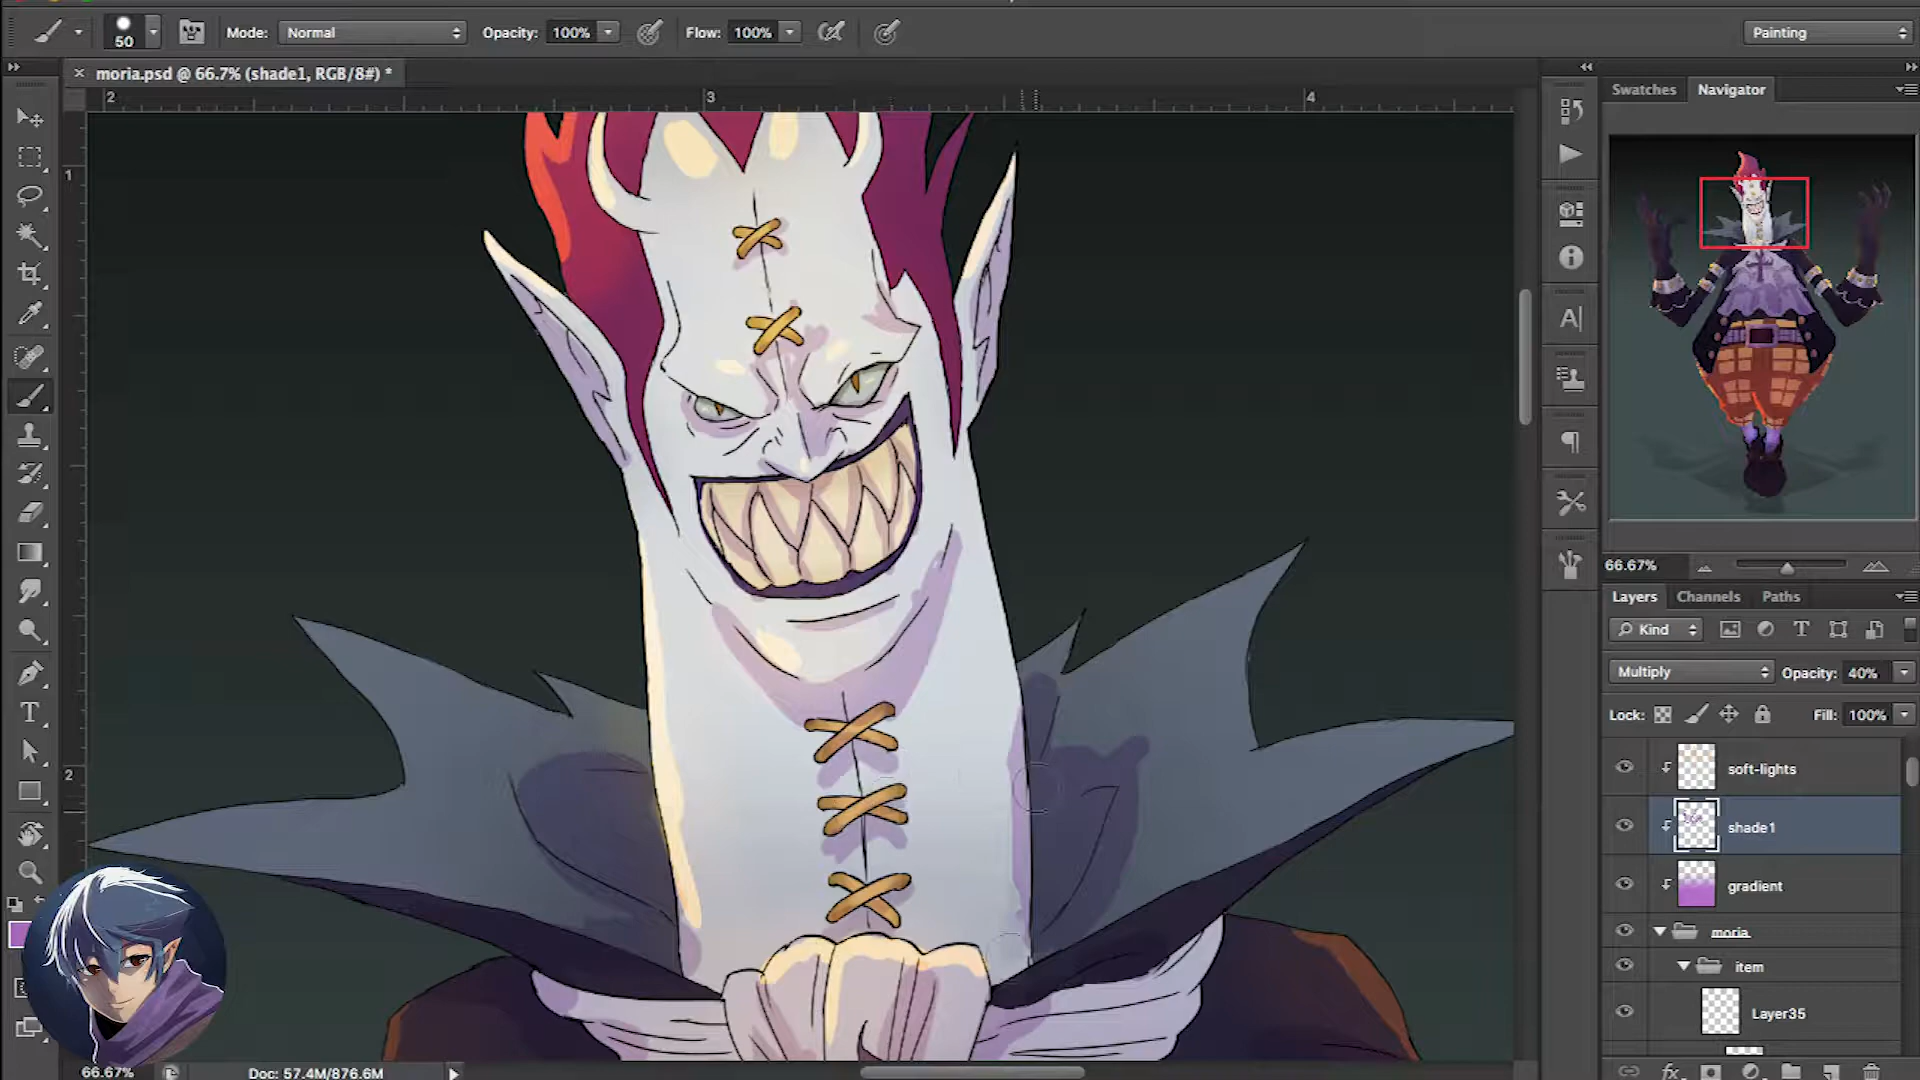 50
Mode: Normal Opacity: 100% Flow: 100% Painting
× moria.psd @ 66.7% (shade1, RGB/8#) *
2 3 4
1
2
Swatches Navigator
66.67%
Layers Channels Paths
Kind T
Multiply Opacity: 40%
Lock: Fill: 100%
soft-lights
shade1
gradient
moria
item
Layer35
fx
A|
T
66.67% Doc: 57.4M/876.6M